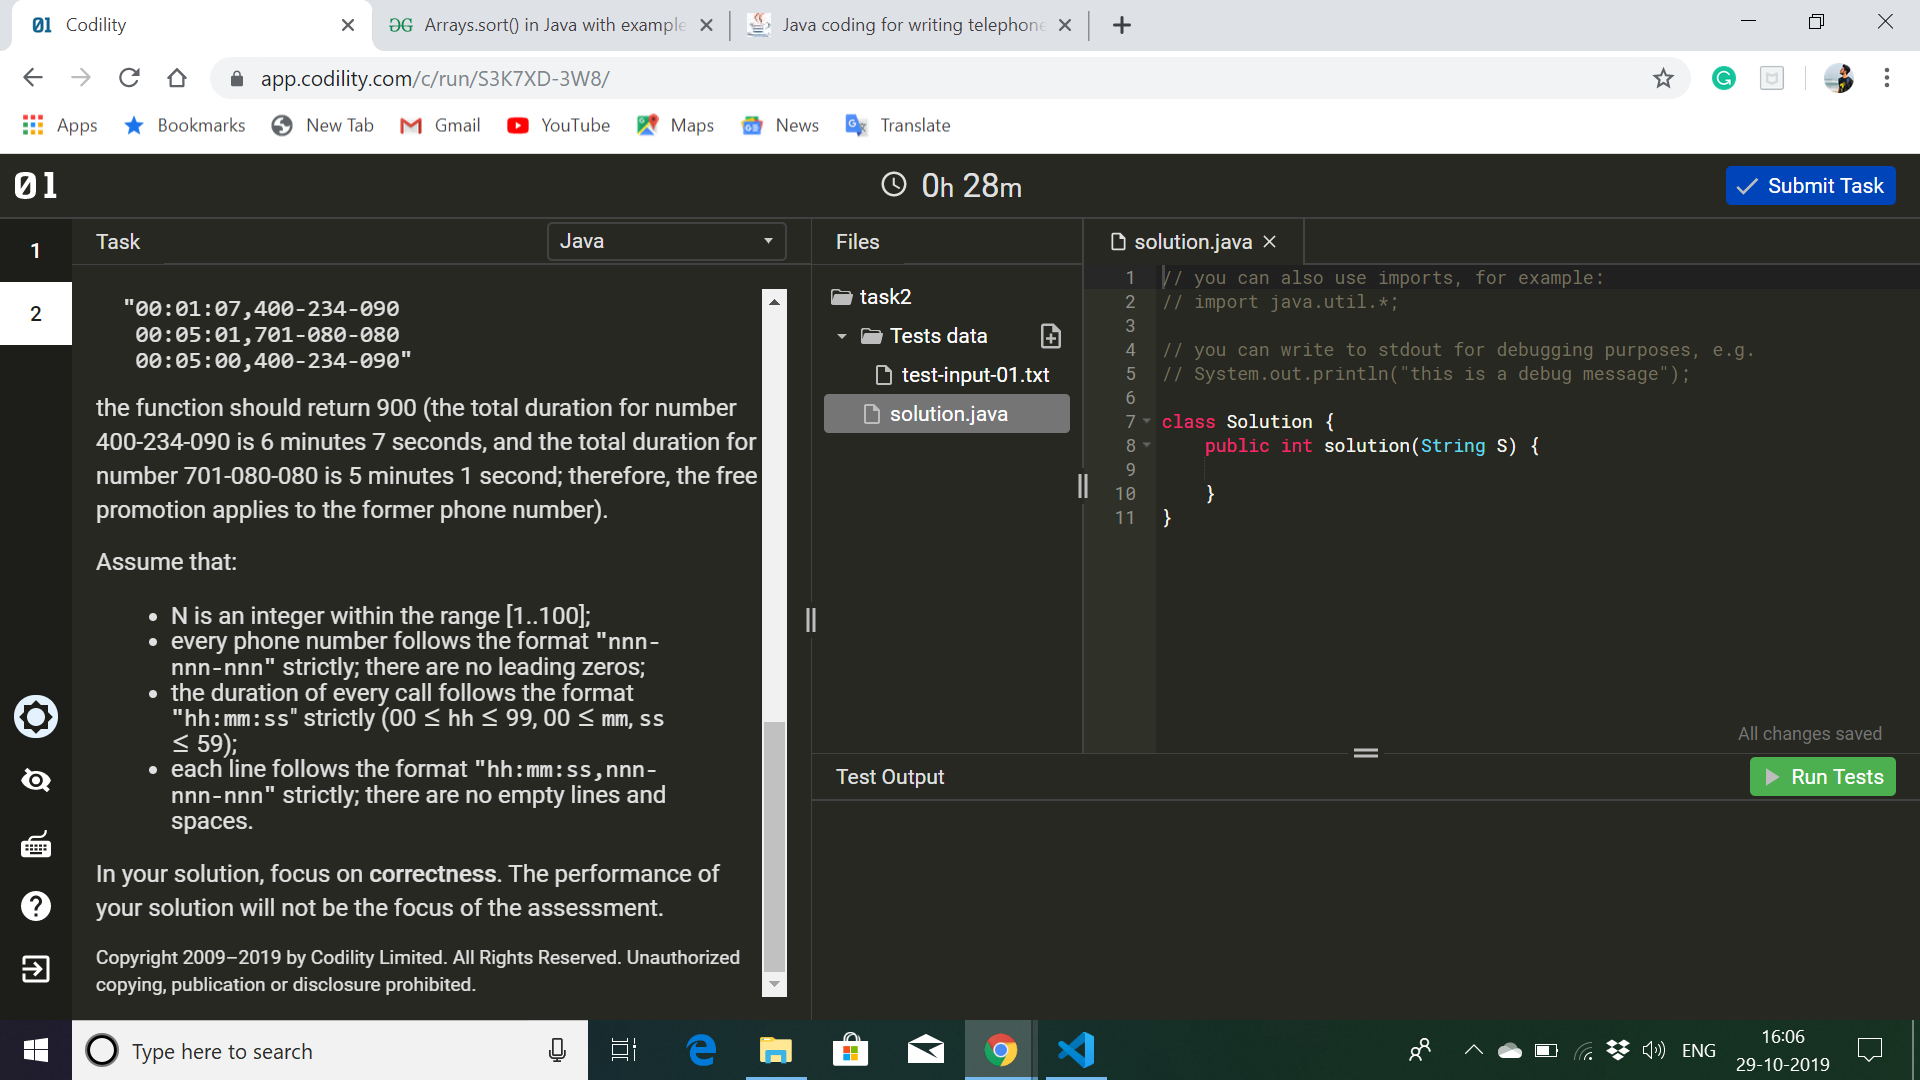 Codility
Arrays.sort() in Java with example
Java coding for writing telephone
app.codility.com/c/run/S3K7XD-3W8/
Apps
Bookmarks
New Tab
Gmail
YouTube
Maps
News
Translate
01
0h 28m
Submit Task
1
2
Task
Java
"00:01:07,400-234-090
00:05:01,701-080-080
00:05:00,400-234-090"
the function should return 900 (the total duration for number
400-234-090 is 6 minutes 7 seconds, and the total duration for
number 701-080-080 is 5 minutes 1 second; therefore, the free
promotion applies to the former phone number).
Assume that:
• N is an integer within the range [1..100];
• every phone number follows the format "nnn-
nnn-nnn" strictly; there are no leading zeros;
• the duration of every call follows the format
"hh:mm:ss" strictly (00 ≤ hh ≤ 99, 00 ≤ mm, ss
≤ 59);
• each line follows the format "hh:mm:ss,nnn-
nnn-nnn" strictly; there are no empty lines and
spaces.
In your solution, focus on correctness. The performance of
your solution will not be the focus of the assessment.
Copyright 2009–2019 by Codility Limited. All Rights Reserved. Unauthorized
copying, publication or disclosure prohibited.
Files
task2
Tests data
test-input-01.txt
solution.java
solution.java
1 // you can also use imports, for example:
2 // import java.util.*;
3
4 // you can write to stdout for debugging purposes, e.g.
5 // System.out.println("this is a debug message");
6
7 class Solution {
8 public int solution(String S) {
9
10 }
11 }
All changes saved
Test Output
Run Tests
Type here to search
ENG
16:06
29-10-2019